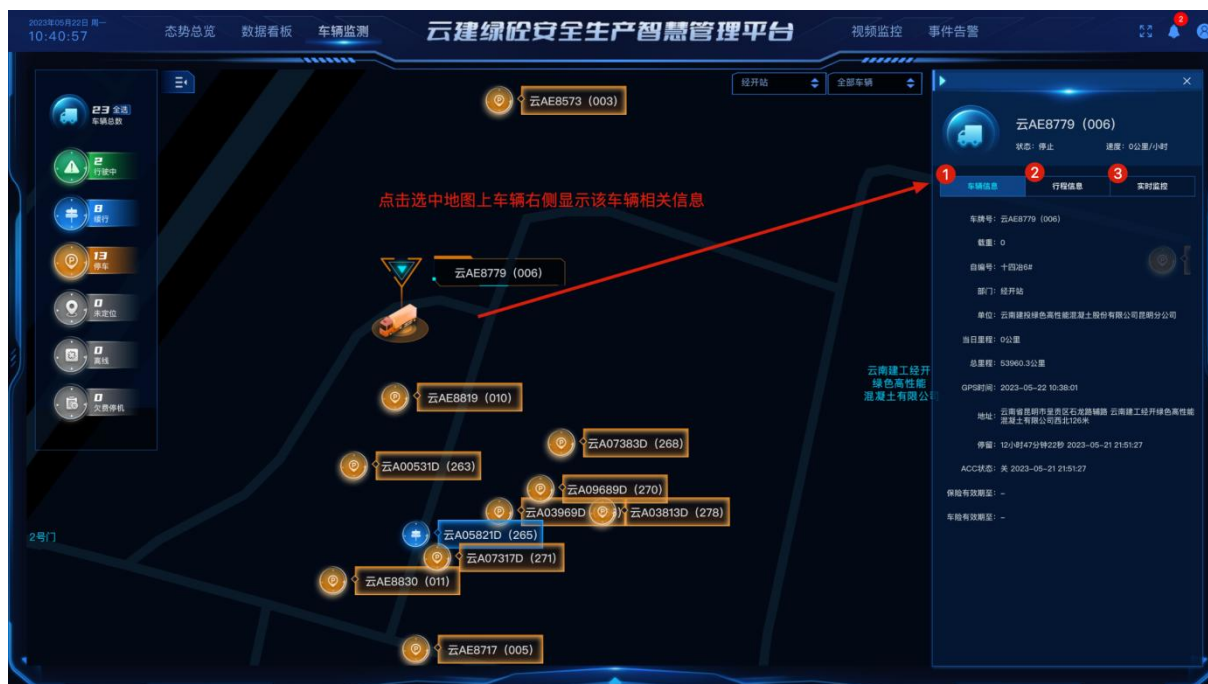 2023年05月22日 周一
10:40:57
态势总览
数据看板
车辆监测
云建绿砼安全生产智慧管理平台
视频监控
事件告警
2
23 全选
车辆总数
2
行驶中
8
缓行
13
停车
0
未定位
0
离线
0
欠费停机
经开站
全部车辆
云AE8573（003）
点击选中地图上车辆右侧显示该车辆相关信息
云AE8779（006）
云南建工经开
绿色高性能
混凝土有限公司
云AE8819（010）
云A07383D（268）
云A00531D（263）
云A09689D（270）
云A03969D
云A03813D（278）
云A05821D（265）
2号门
云A07317D（271）
云AE8830（011）
云AE8717（005）
云AE8779（006）
状态：停止
速度：0公里/小时
1
2
3
车辆信息
行程信息
实时监控
车牌号：云AE8779（006）
载重：0
自编号：十四冶6#
部门：经开站
单位：云南建投绿色高性能混凝土股份有限公司昆明分公司
当日里程：0公里
总里程：53960.3公里
GPS时间：2023-05-22 10:38:01
地址：云南省昆明市呈贡区石龙路辅路 云南建工经开绿色高性能
混凝土有限公司西北126米
停留：12小时47分钟22秒 2023-05-21 21:51:27
ACC状态：关 2023-05-21 21:51:27
保险有效期至：-
车险有效期至：-